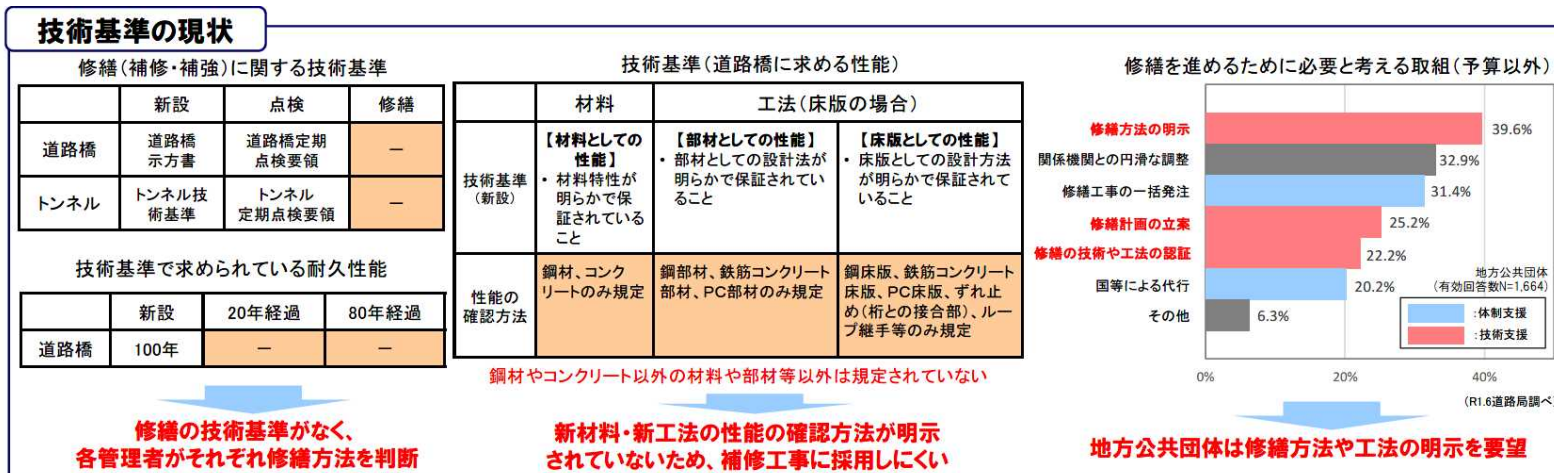 技術基準の現状
修繕(補修・補強)に関する技術基準
新設
点検
修繕
道路橋
道路橋
示方書
道路橋定期
点検要領
－
トンネル
トンネル技
術基準
トンネル
定期点検要領
－
技術基準で求められている耐久性能
新設
20年経過
80年経過
道路橋
100年
－
－
修繕の技術基準がなく、
各管理者がそれぞれ修繕方法を判断
技術基準(道路橋に求める性能)
材料
工法(床版の場合)
技術基準
(新設)
【材料としての
性能】
・ 材料特性が
明らかで保
証されている
こと
【部材としての性能】
・ 部材としての設計法が
明らかで保証されてい
ること
【床版としての性能】
・ 床版としての設計方法
が明らかで保証されて
いること
性能の
確認方法
鋼材、コンク
リートのみ規定
鋼部材、鉄筋コンクリート
部材、PC部材のみ規定
鋼床版、鉄筋コンクリート
床版、PC床版、ずれ止
め(桁との接合部)、ルー
プ継手等のみ規定
鋼材やコンクリート以外の材料や部材等以外は規定されていない
新材料・新工法の性能の確認方法が明示
されていないため、補修工事に採用しにくい
修繕を進めるために必要と考える取組(予算以外)
修繕方法の明示
39.6%
関係機関との円滑な調整
32.9%
修繕工事の一括発注
31.4%
修繕計画の立案
25.2%
修繕の技術や工法の認証
22.2%
国等による代行
20.2%
その他
6.3%
地方公共団体
(有効回答数N=1,664)
:体制支援
:技術支援
0%
20%
40%
(R1.6道路局調べ)
地方公共団体は修繕方法や工法の明示を要望